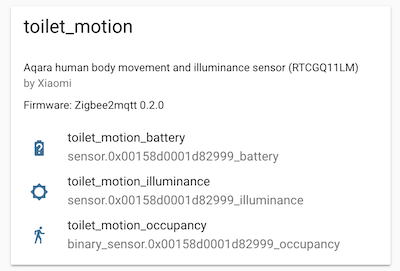 toilet_motion
Aqara human body movement and illuminance sensor (RTCGQ11LM)
by Xiaomi
Firmware: Zigbee2mqtt 0.2.0
toilet_motion_battery
sensor.0x00158d0001d82999_battery
toilet_motion_illuminance
sensor.0x00158d0001d82999_illuminance
toilet_motion_occupancy
binary_sensor.0x00158d0001d82999_occupancy